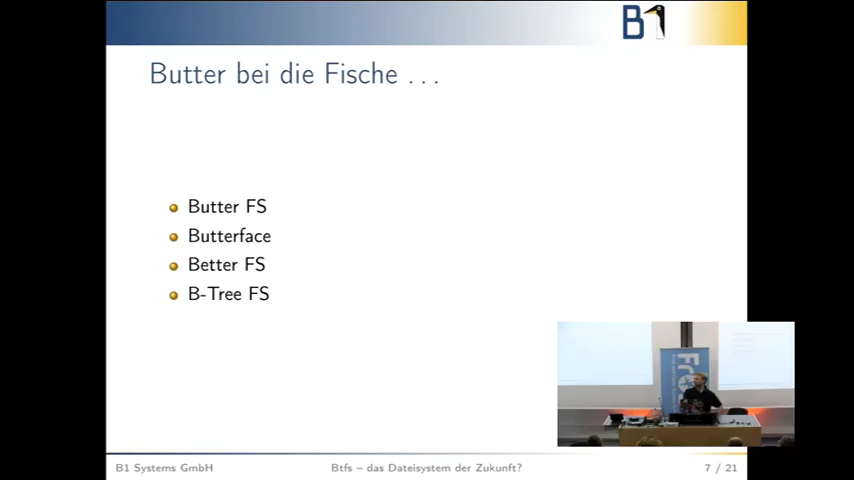 B1
Butter bei die Fische ...
Butter FS
Butterface
Better FS
B-Tree FS
B1 Systems GmbH
Btfs – das Dateisystem der Zukunft?
7 / 21